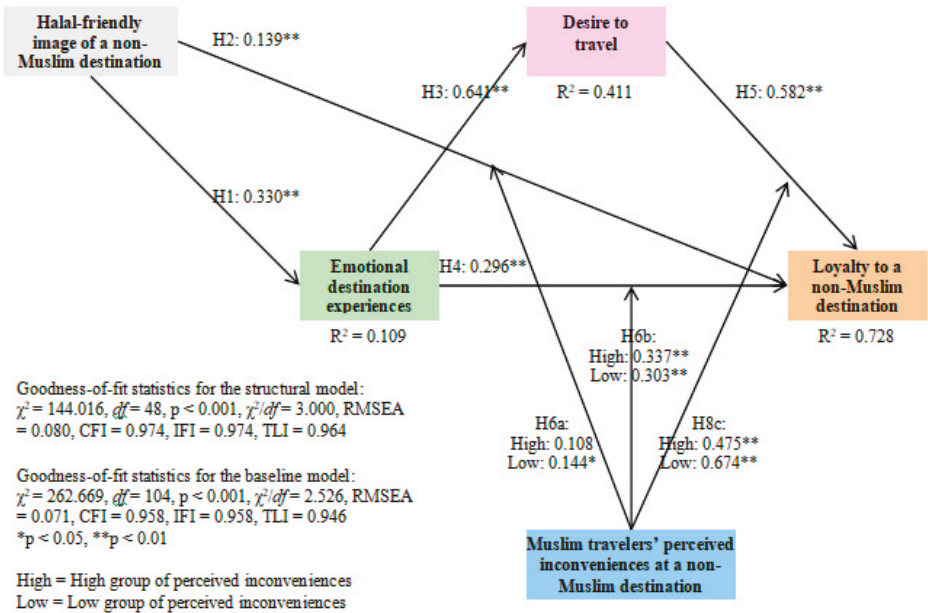 Halal-friendly
image of a non-
Muslim destination
H2: 0.139**
Desire to
travel
R² = 0.411
H3: 0.641**
H5: 0.582**
H1: 0.330**
Emotional
destination
experiences
R² = 0.109
H4: 0.296**
Loyalty to a
non-Muslim
destination
R² = 0.728
H6b:
High: 0.337**
Low: 0.303**
H6a:
High: 0.108
Low: 0.144*
H8c:
High: 0.475**
Low: 0.674**
Goodness-of-fit statistics for the structural model:
χ² = 144.016, df = 48, p < 0.001, χ²/df = 3.000, RMSEA
= 0.080, CFI = 0.974, IFI = 0.974, TLI = 0.964
Goodness-of-fit statistics for the baseline model:
χ² = 262.669, df = 104, p < 0.001, χ²/df = 2.526, RMSEA
= 0.071, CFI = 0.958, IFI = 0.958, TLI = 0.946
*p < 0.05, **p < 0.01
High = High group of perceived inconveniences
Low = Low group of perceived inconveniences
Muslim travelers’ perceived
inconveniences at a non-
Muslim destination